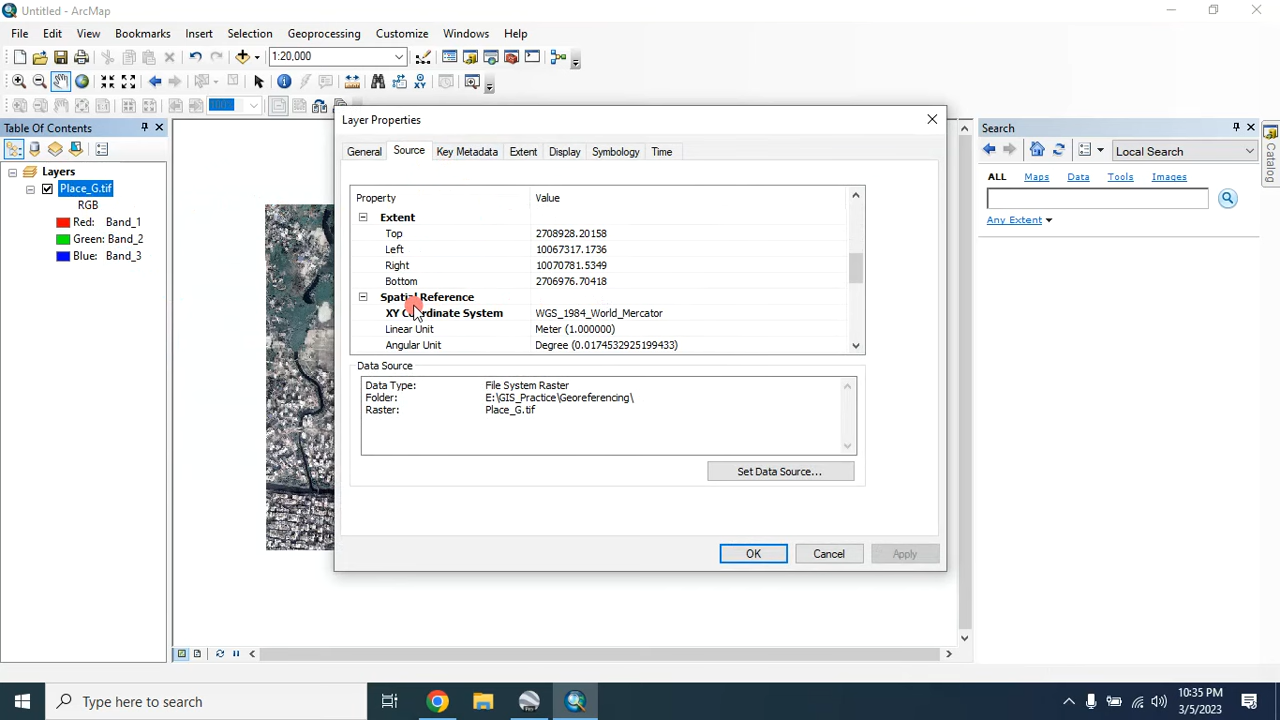 Untitled - ArcMap
File Edit View Bookmarks Insert Selection Geoprocessing Customize Windows Help
1:20,000
Table Of Contents
Layers
Place_G.tif
RGB
Red: Band_1
Green: Band_2
Blue: Band_3
Layer Properties
General Source Key Metadata Extent Display Symbology Time
Property Value
Extent
Top 2708928.20158
Left 10067317.1736
Right 10070781.5349
Bottom 2706976.70418
Spatial Reference
XY Coordinate System WGS_1984_World_Mercator
Linear Unit Meter (1.000000)
Angular Unit Degree (0.0174532925199433)
Data Source
Data Type: File System Raster
Folder: E:\GIS_Practice\Georeferencing\
Raster: Place_G.tif
Set Data Source...
OK Cancel Apply
Search
Local Search
ALL Maps Data Tools Images
Any Extent
Catalog
Type here to search
10:35 PM
3/5/2023